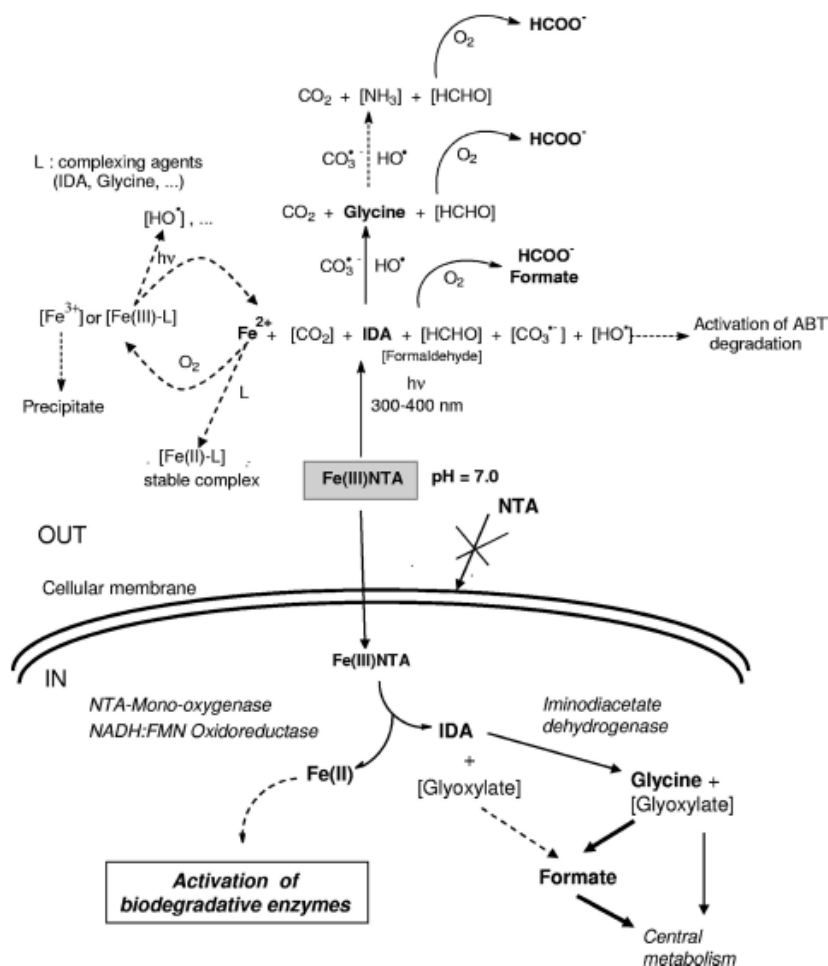 HCOO⁻
O₂
CO₂ + [NH₃] + [HCHO]
HCOO⁻
CO₃•⁻ HO• O₂
L : complexing agents
(IDA, Glycine, ...)
[HO•] , ...
CO₂ + Glycine + [HCHO]
hν
CO₃•⁻ HO•
HCOO⁻
Formate
O₂
[Fe³⁺] or [Fe(III)-L]
Fe²⁺ + [CO₂] + IDA + [HCHO] + [CO₃•⁻] + [HO•]
[Formaldehyde]
Activation of ABT
degradation
O₂
L
hν
300-400 nm
Precipitate
[Fe(II)-L]
stable complex
Fe(III)NTA pH = 7.0
NTA
OUT
Cellular membrane
IN
Fe(III)NTA
NTA-Mono-oxygenase
NADH:FMN Oxidoreductase
Iminodiacetate
dehydrogenase
IDA
+
[Glyoxylate]
Fe(II)
Glycine +
[Glyoxylate]
Activation of
biodegradative enzymes
Formate
Central
metabolism